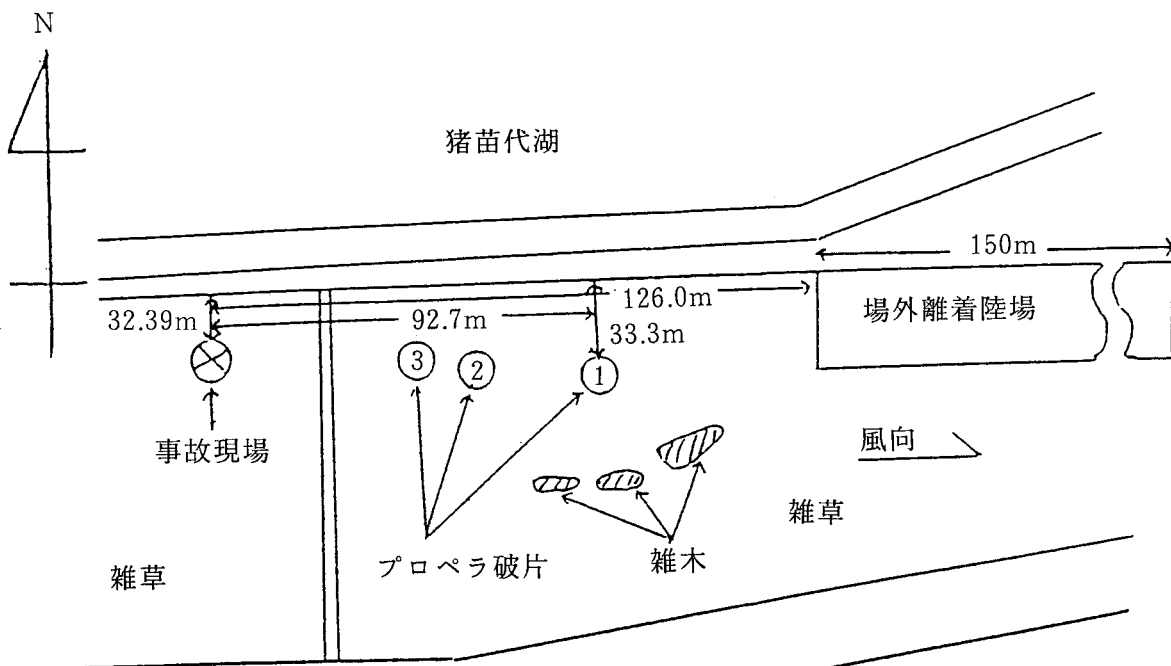 N
猪苗代湖
150m
126.0m
場外離着陸場
32.39m
92.7m
33.3m
③
②
①
事故現場
風向
雑草
プロペラ破片
雑木
雑草